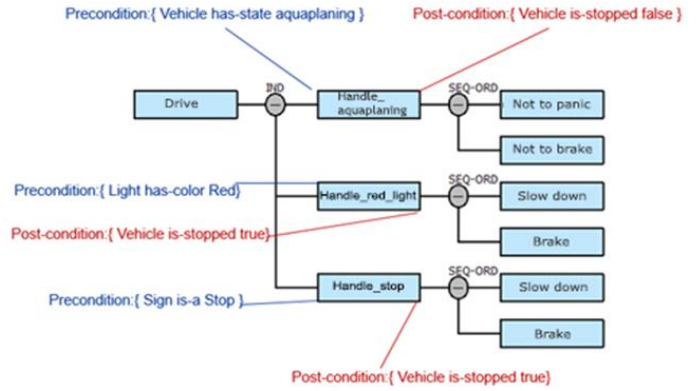 Precondition:{ Vehicle has-state aquaplaning }
Post-condition:{ Vehicle is-stopped false }
Drive
IND
Handle_
aquaplaning
SEQ-ORD
Not to panic
Not to brake
Precondition:{ Light has-color Red}
Handle_red_light
SEQ-ORD
Slow down
Post-condition:{ Vehicle is-stopped true}
Brake
Precondition:{ Sign is-a Stop }
Handle_stop
SEQ-ORD
Slow down
Brake
Post-condition:{ Vehicle is-stopped true}